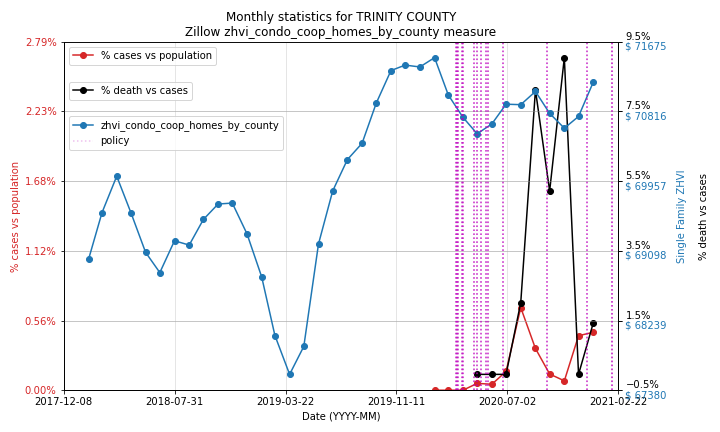 Monthly statistics for TRINITY COUNTY
Zillow zhvi_condo_coop_homes_by_county measure
% cases vs population
% death vs cases
zhvi_condo_coop_homes_by_county
policy
2.79%
2.23%
1.68%
1.12%
0.56%
0.00%
% cases vs population
9.5%
$ 71675
7.5%
$ 70816
5.5%
$ 69957
3.5%
$ 69098
1.5%
$ 68239
−0.5%
$ 67380
Single Family ZHVI
% death vs cases
2017-12-08
2018-07-31
2019-03-22
2019-11-11
2020-07-02
2021-02-22
Date (YYYY-MM)